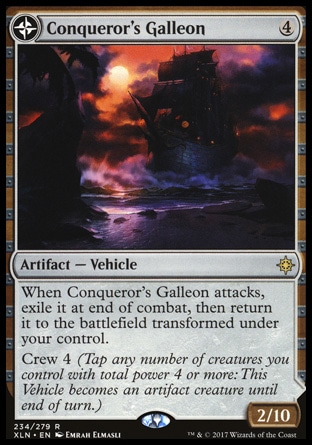 Conqueror's Galleon 4
Artifact — Vehicle
When Conqueror's Galleon attacks,
exile it at end of combat, then return
it to the battlefield transformed under
your control.
Crew 4 (Tap any number of creatures you
control with total power 4 or more: This
Vehicle becomes an artifact creature
until end of turn.)
2/10
234/279 R
XLN • EN Emrah Elmasli
™ & © 2017 Wizards of the Coast